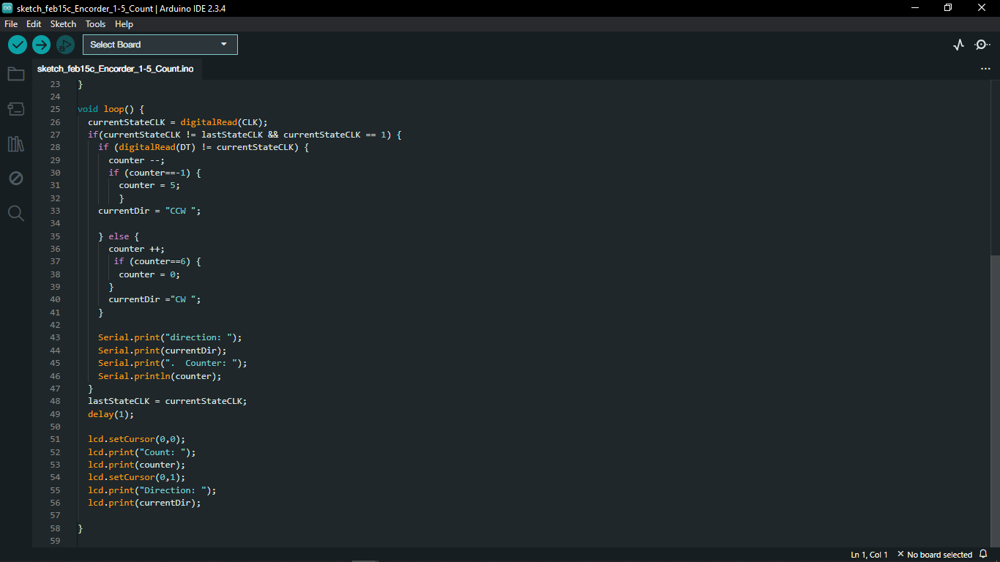 sketch_feb15c_Encorder_1-5_Count | Arduino IDE 2.3.4
File Edit Sketch Tools Help
Select Board
sketch_feb15c_Encorder_1-5_Count.ino
23 }
24
25 void loop() {
26 currentStateCLK = digitalRead(CLK);
27 if(currentStateCLK != lastStateCLK && currentStateCLK == 1) {
28 if (digitalRead(DT) != currentStateCLK) {
29 counter --;
30 if (counter==-1) {
31 counter = 5;
32 }
33 currentDir = "CCW ";
34
35 } else {
36 counter ++;
37 if (counter==6) {
38 counter = 0;
39 }
40 currentDir ="CW ";
41 }
42
43 Serial.print("direction: ");
44 Serial.print(currentDir);
45 Serial.print(".  Counter: ");
46 Serial.println(counter);
47 }
48 lastStateCLK = currentStateCLK;
49 delay(1);
50
51 lcd.setCursor(0,0);
52 lcd.print("Count: ");
53 lcd.print(counter);
54 lcd.setCursor(0,1);
55 lcd.print("Direction: ");
56 lcd.print(currentDir);
57
58 }
59
Ln 1, Col 1 × No board selected